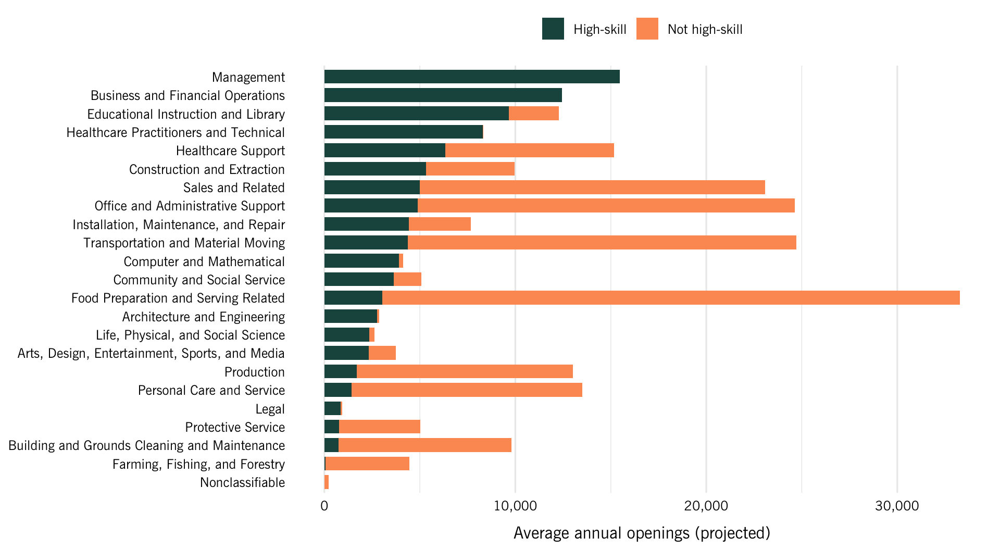 High-skill Not high-skill
Management
Business and Financial Operations
Educational Instruction and Library
Healthcare Practitioners and Technical
Healthcare Support
Construction and Extraction
Sales and Related
Office and Administrative Support
Installation, Maintenance, and Repair
Transportation and Material Moving
Computer and Mathematical
Community and Social Service
Food Preparation and Serving Related
Architecture and Engineering
Life, Physical, and Social Science
Arts, Design, Entertainment, Sports, and Media
Production
Personal Care and Service
Legal
Protective Service
Building and Grounds Cleaning and Maintenance
Farming, Fishing, and Forestry
Nonclassifiable
0 10,000 20,000 30,000
Average annual openings (projected)